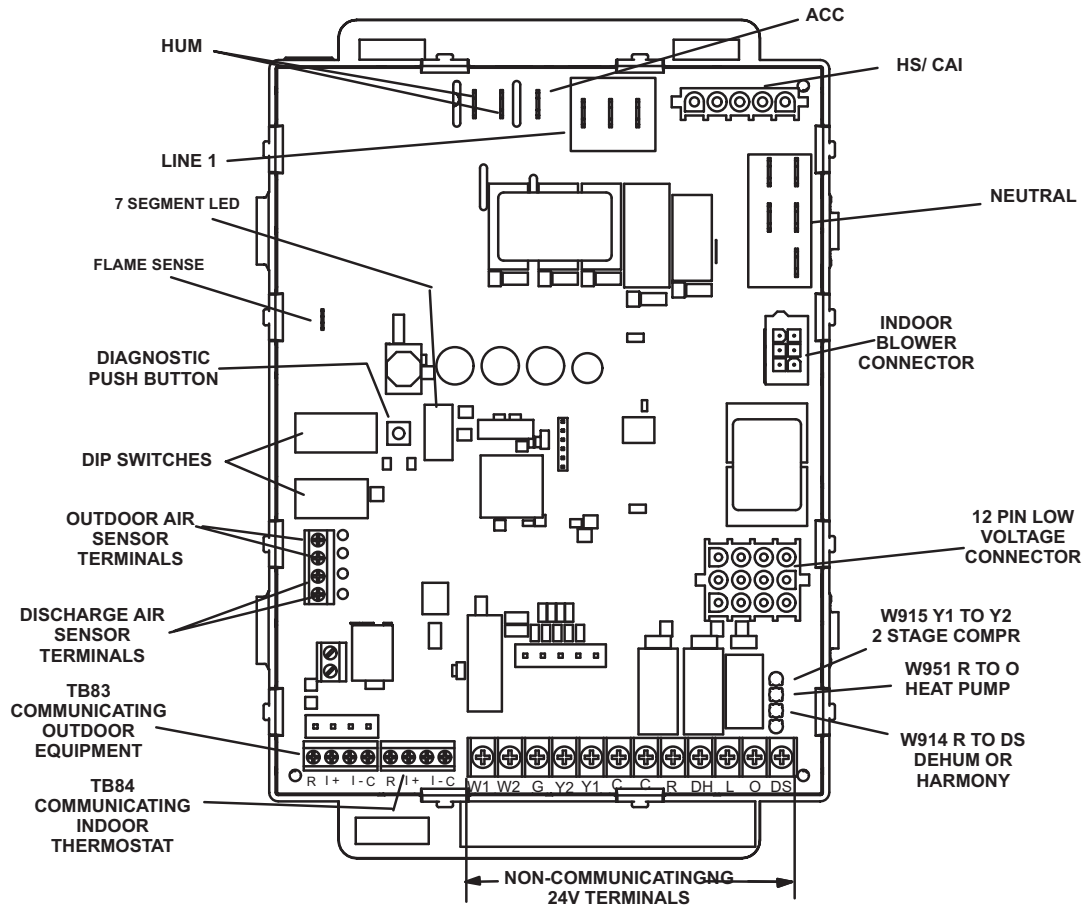 ACC
HUM
HS/ CAI
LINE 1
NEUTRAL
7 SEGMENT LED
FLAME SENSE
INDOOR
BLOWER
CONNECTOR
DIAGNOSTIC
PUSH BUTTON
DIP SWITCHES
OUTDOOR AIR
SENSOR
TERMINALS
12 PIN LOW
VOLTAGE
CONNECTOR
DISCHARGE AIR
SENSOR
TERMINALS
W915 Y1 TO Y2
2 STAGE COMPR
W951 R TO O
HEAT PUMP
W914 R TO DS
DEHUM OR
HARMONY
TB83
COMMUNICATING
OUTDOOR
EQUIPMENT
TB84
COMMUNICATING
INDOOR
THERMOSTAT
R I + I - C R I + I - C
W1 W2 G Y2 Y1 C C R DH L O DS
NON-COMMUNICATINGNG
24V TERMINALS